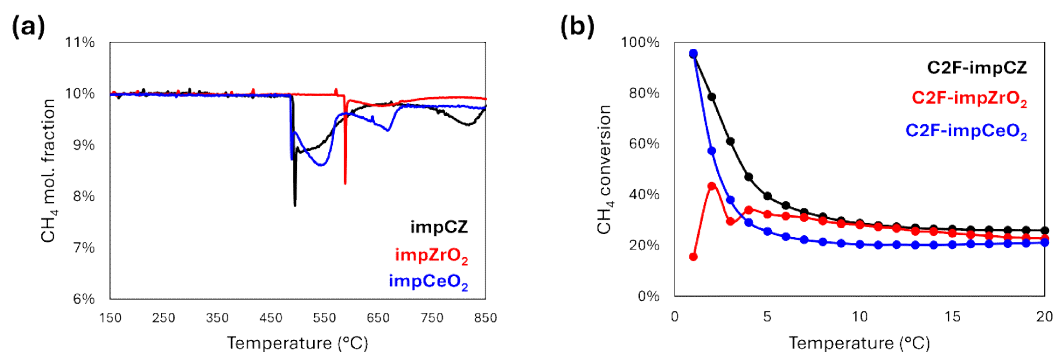 (a)
11%
10%
9%
8%
7%
6%
CH₄ mol. fraction
impCZ
impZrO₂
impCeO₂
150 250 350 450 550 650 750 850
Temperature (°C)
(b)
100%
80%
60%
40%
20%
0%
CH₄ conversion
C2F-impCZ
C2F-impZrO₂
C2F-impCeO₂
0 5 10 15 20
Temperature (°C)